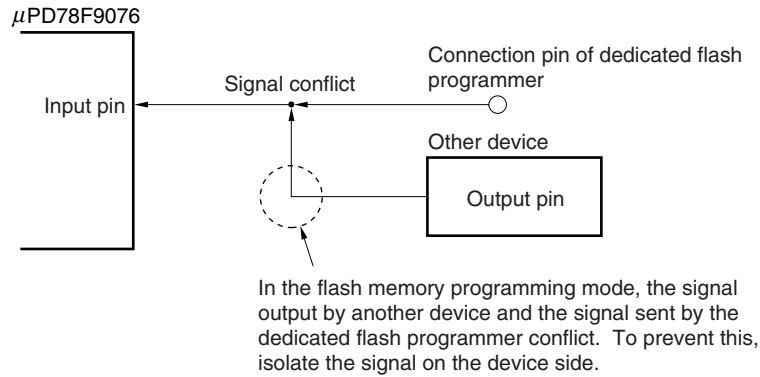 μPD78F9076
Connection pin of dedicated flash
programmer
Signal conflict
Input pin
Other device
Output pin
In the flash memory programming mode, the signal
output by another device and the signal sent by the
dedicated flash programmer conflict.  To prevent this,
isolate the signal on the device side.